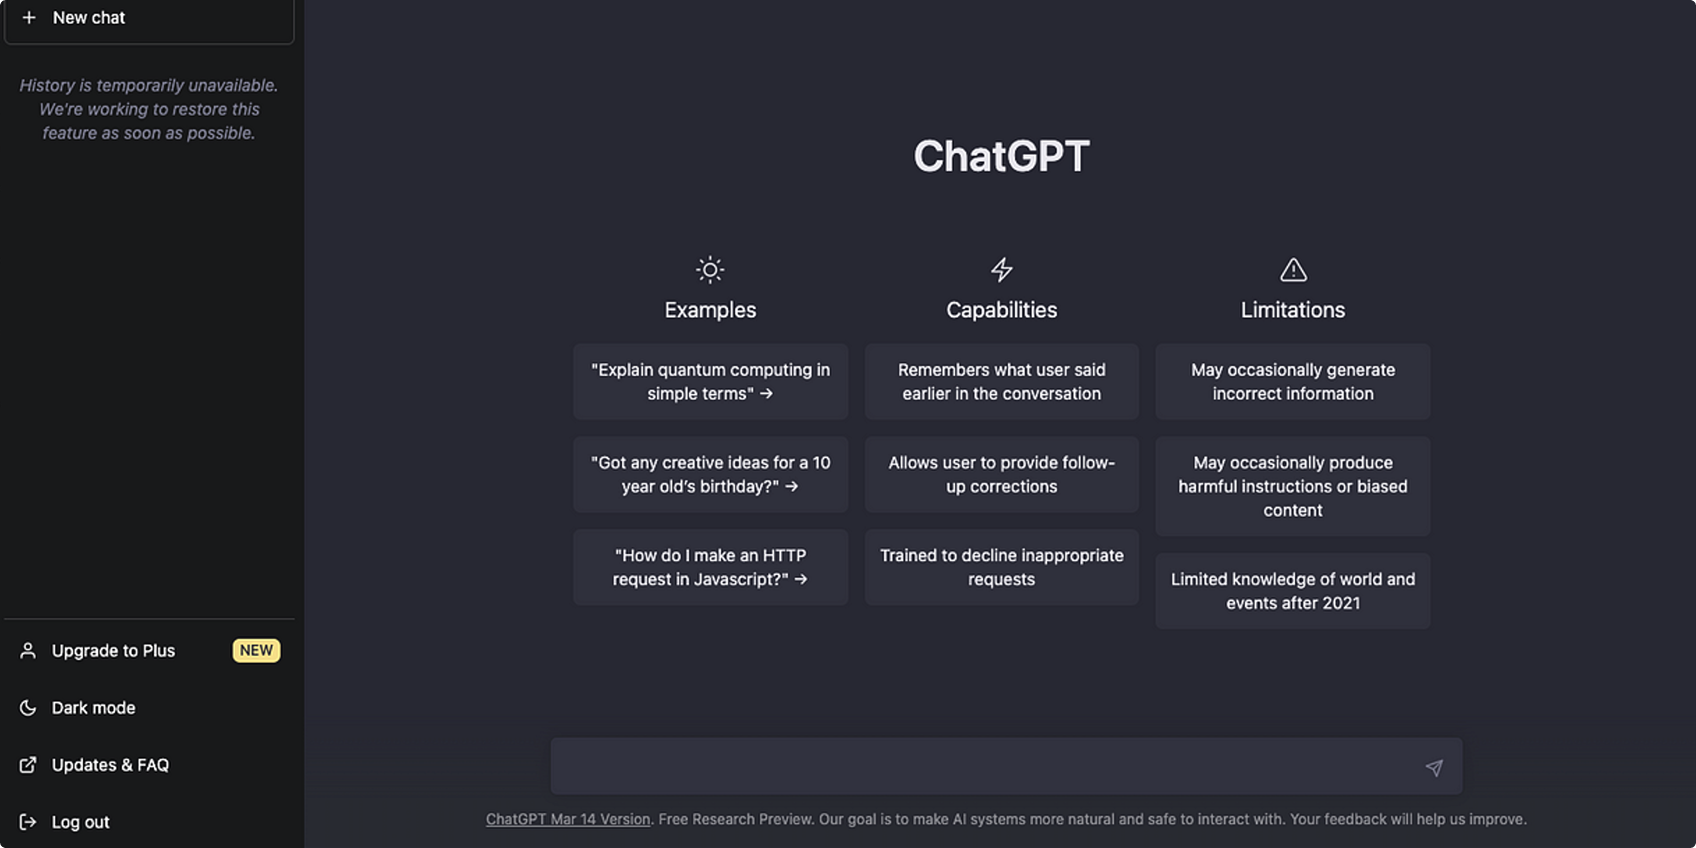 New chat
History is temporarily unavailable.
We're working to restore this
feature as soon as possible.
Upgrade to Plus NEW
Dark mode
Updates & FAQ
Log out
ChatGPT
Examples
"Explain quantum computing in
simple terms" →
"Got any creative ideas for a 10
year old's birthday?" →
"How do I make an HTTP
request in Javascript?" →
Capabilities
Remembers what user said
earlier in the conversation
Allows user to provide follow-
up corrections
Trained to decline inappropriate
requests
Limitations
May occasionally generate
incorrect information
May occasionally produce
harmful instructions or biased
content
Limited knowledge of world and
events after 2021
ChatGPT Mar 14 Version. Free Research Preview. Our goal is to make AI systems more natural and safe to interact with. Your feedback will help us improve.